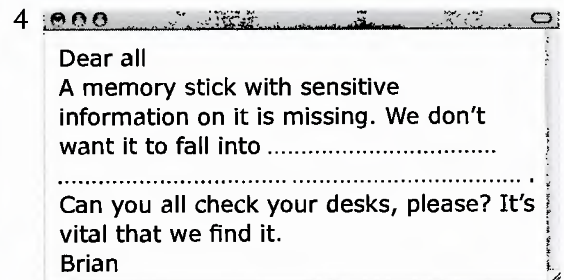 4
Dear all
A memory stick with sensitive
information on it is missing. We don't
want it to fall into .................................
.................................. .................................. .
Can you all check your desks, please? It's
vital that we find it.
Brian